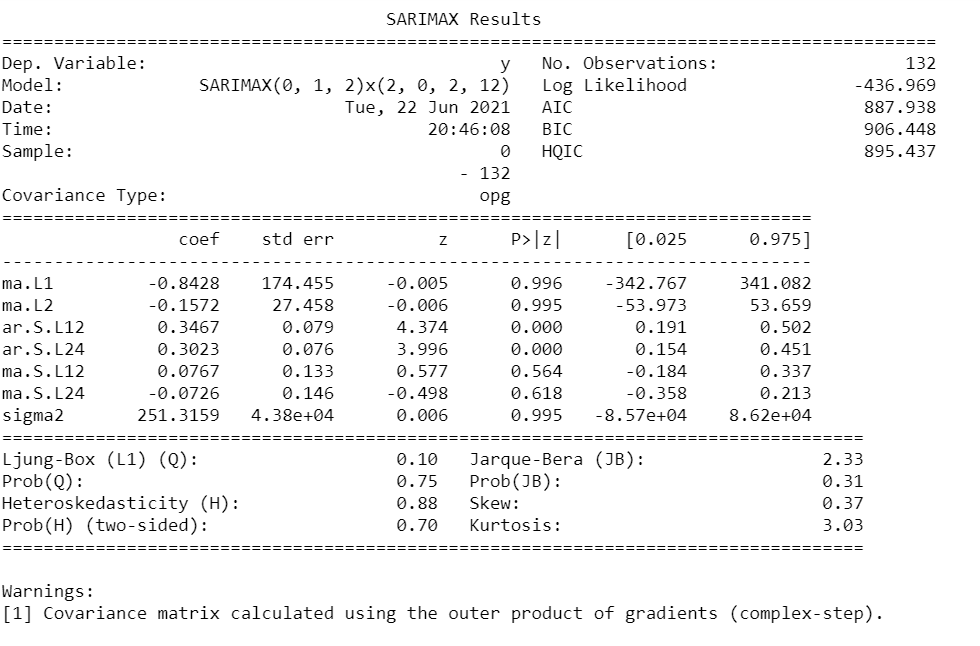 SARIMAX Results
==========================================================================================
Dep. Variable: y No. Observations: 132
Model: SARIMAX(0, 1, 2)x(2, 0, 2, 12) Log Likelihood -436.969
Date: Tue, 22 Jun 2021 AIC 887.938
Time: 20:46:08 BIC 906.448
Sample: 0 HQIC 895.437
- 132
Covariance Type: opg
==============================================================================
coef std err z P>|z| [0.025 0.975]
------------------------------------------------------------------------------
ma.L1 -0.8428 174.455 -0.005 0.996 -342.767 341.082
ma.L2 -0.1572 27.458 -0.006 0.995 -53.973 53.659
ar.S.L12 0.3467 0.079 4.374 0.000 0.191 0.502
ar.S.L24 0.3023 0.076 3.996 0.000 0.154 0.451
ma.S.L12 0.0767 0.133 0.577 0.564 -0.184 0.337
ma.S.L24 -0.0726 0.146 -0.498 0.618 -0.358 0.213
sigma2 251.3159 4.38e+04 0.006 0.995 -8.57e+04 8.62e+04
===================================================================================
Ljung-Box (L1) (Q): 0.10 Jarque-Bera (JB): 2.33
Prob(Q): 0.75 Prob(JB): 0.31
Heteroskedasticity (H): 0.88 Skew: 0.37
Prob(H) (two-sided): 0.70 Kurtosis: 3.03
===================================================================================
Warnings:
[1] Covariance matrix calculated using the outer product of gradients (complex-step).